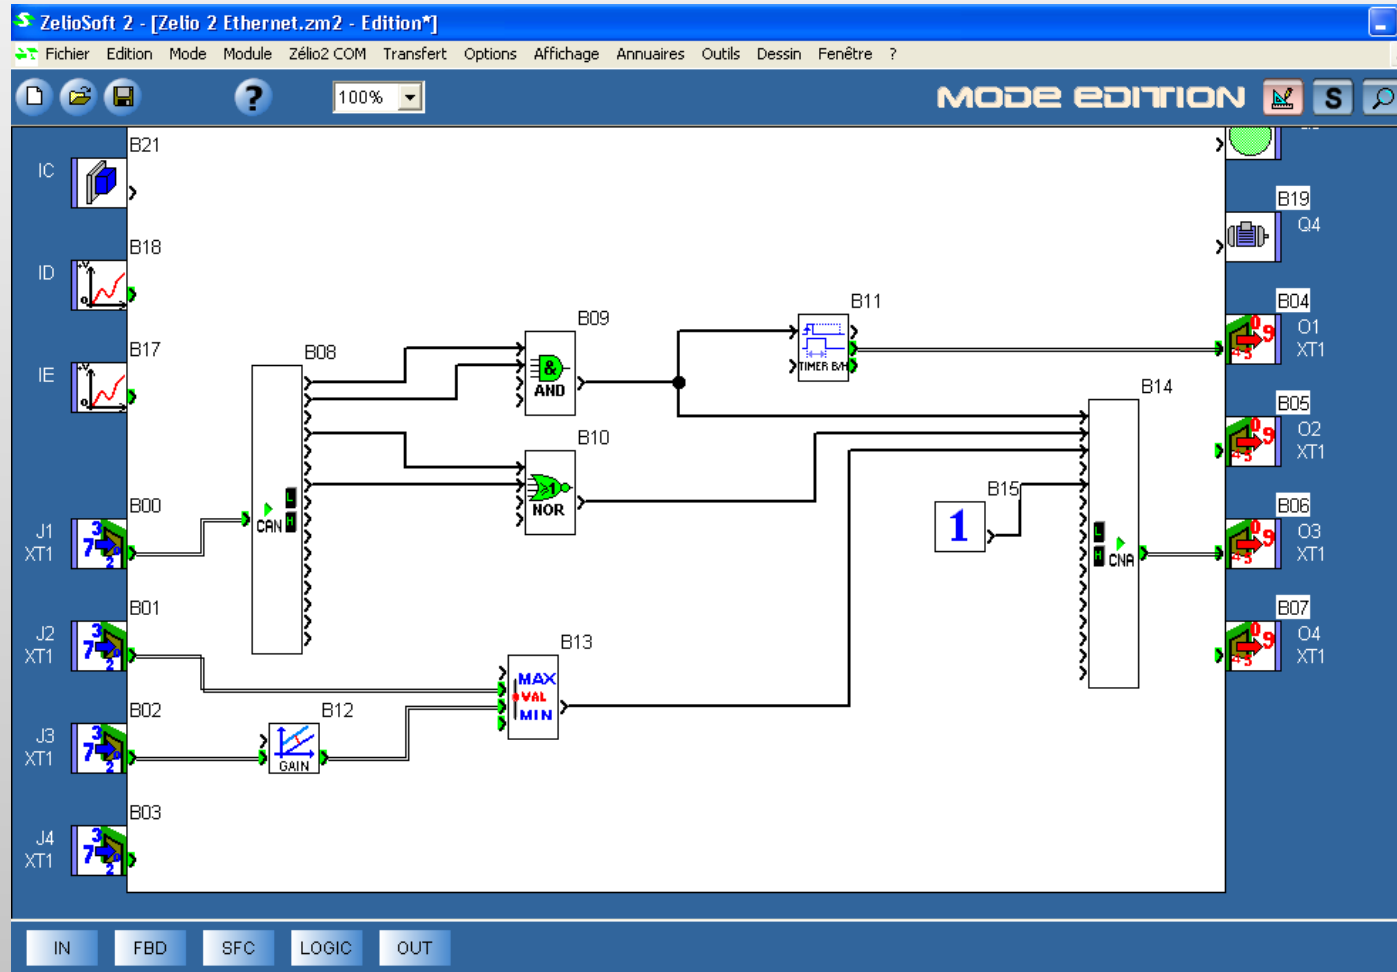 ZelioSoft 2 - [Zelio 2 Ethernet.zm2 - Edition*]
Fichier Edition Mode Module Zélio2 COM Transfert Options Affichage Annuaires Outils Dessin Fenêtre ?
? 100% MODE EDITION S
B21
IC
B19
Q4
B18
ID
B04
O1
XT1
B11
TIMER B/H
B09
&
AND
B17
IE
B08
CAN
L
H
B14
L
H
CNA
B05
O2
XT1
B10
≥1
NOR
B15
1
B00
J1
XT1
B06
O3
XT1
B01
J2
XT1
B07
O4
XT1
B13
MAX
VAL
MIN
B02
J3
XT1
B12
GAIN
B03
J4
XT1
IN FBD SFC LOGIC OUT